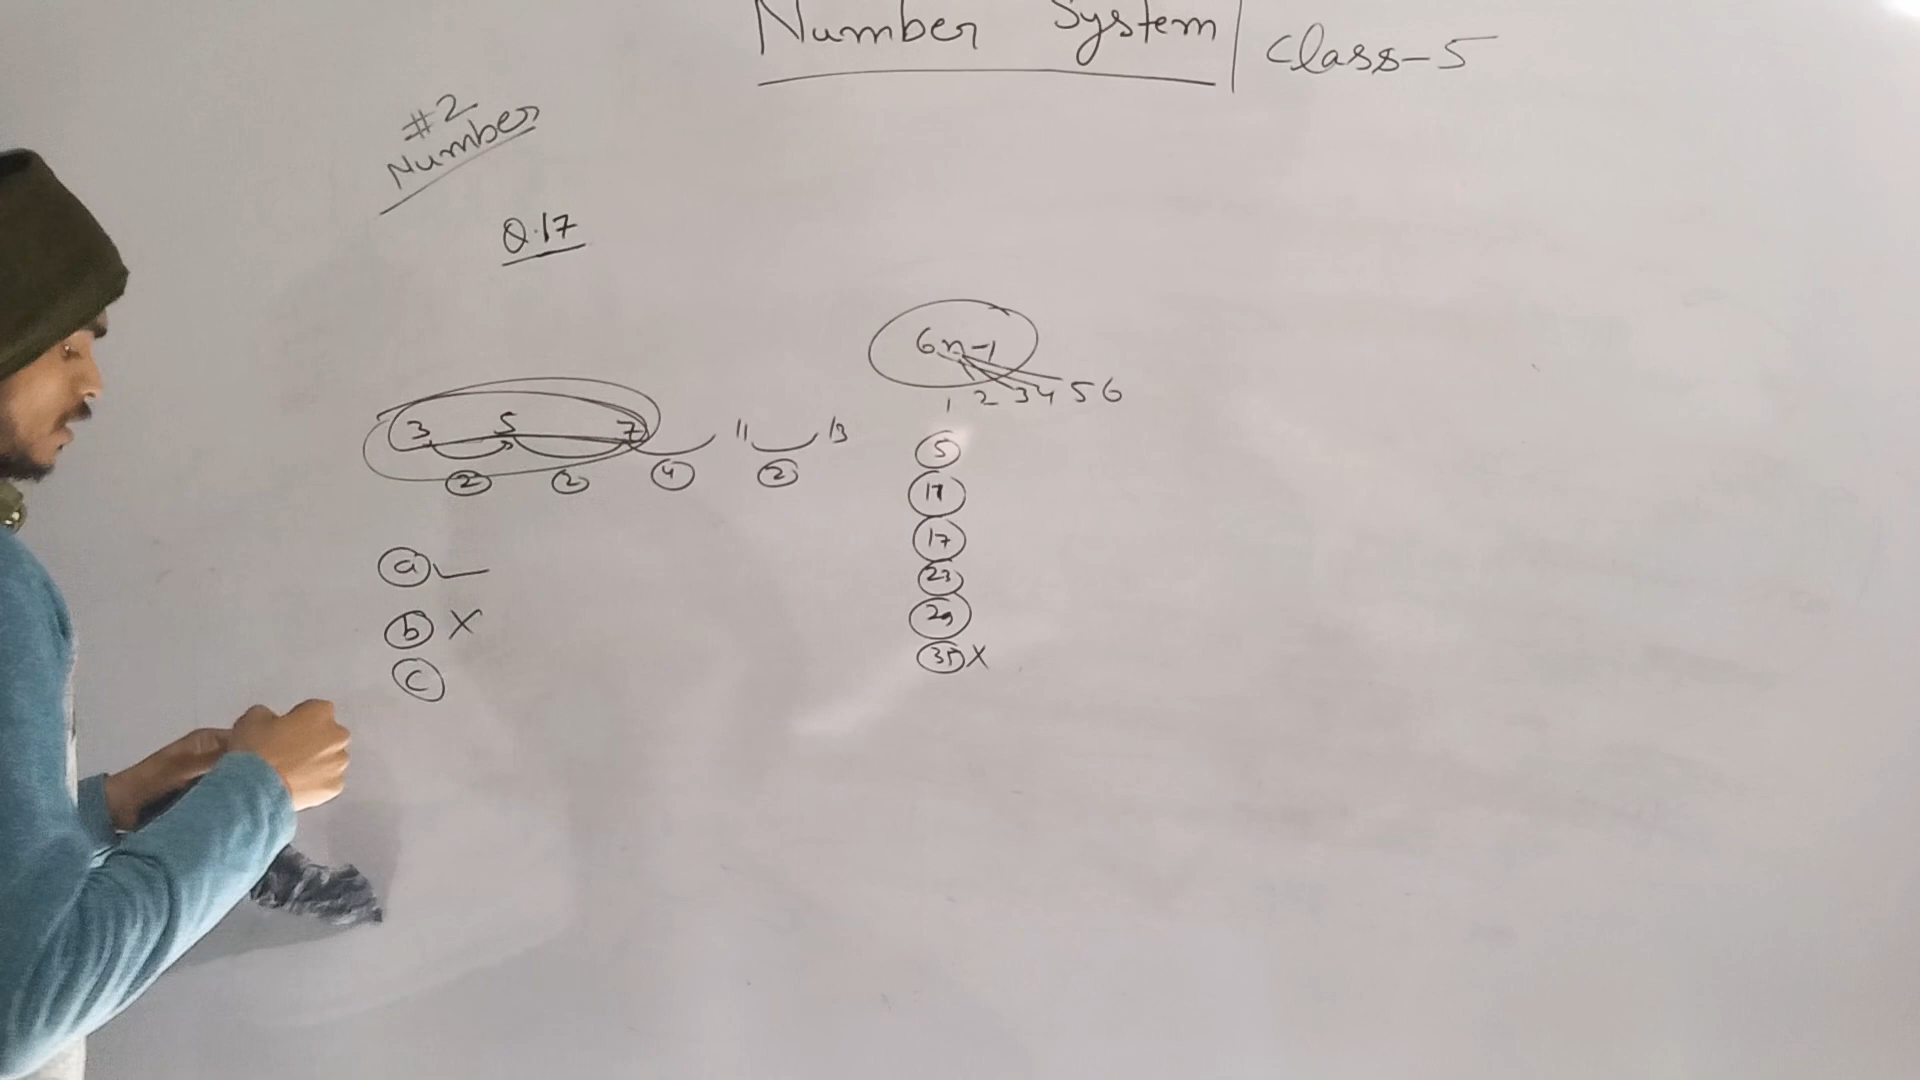 Number System | Class-5
#2
Number
Q.17
6n-1
1 2 3 4 5 6
3 5 7 11 13
2 2 4 2
5
11
17
23
29
35 X
a ✓
b X
c